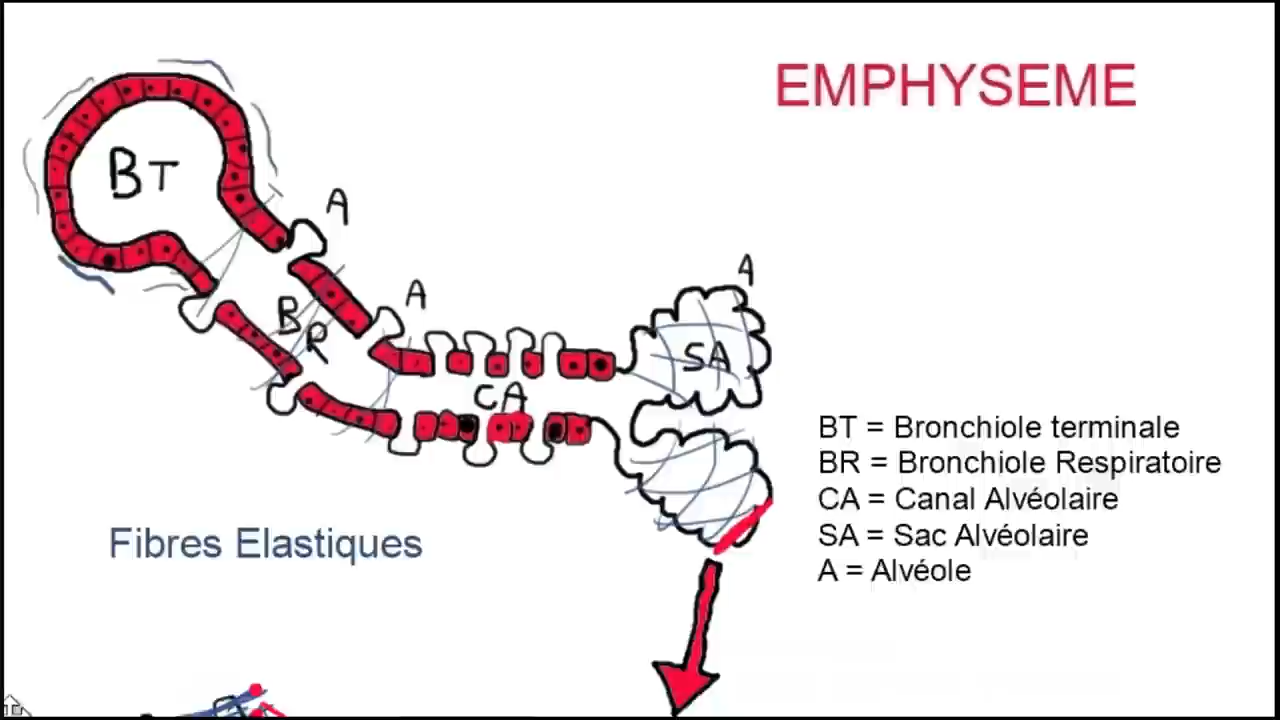 EMPHYSEME
BT
A
A
BR
A
SA
CA
BT = Bronchiole terminale
BR = Bronchiole Respiratoire
CA = Canal Alvéolaire
SA = Sac Alvéolaire
A = Alvéole
Fibres Elastiques